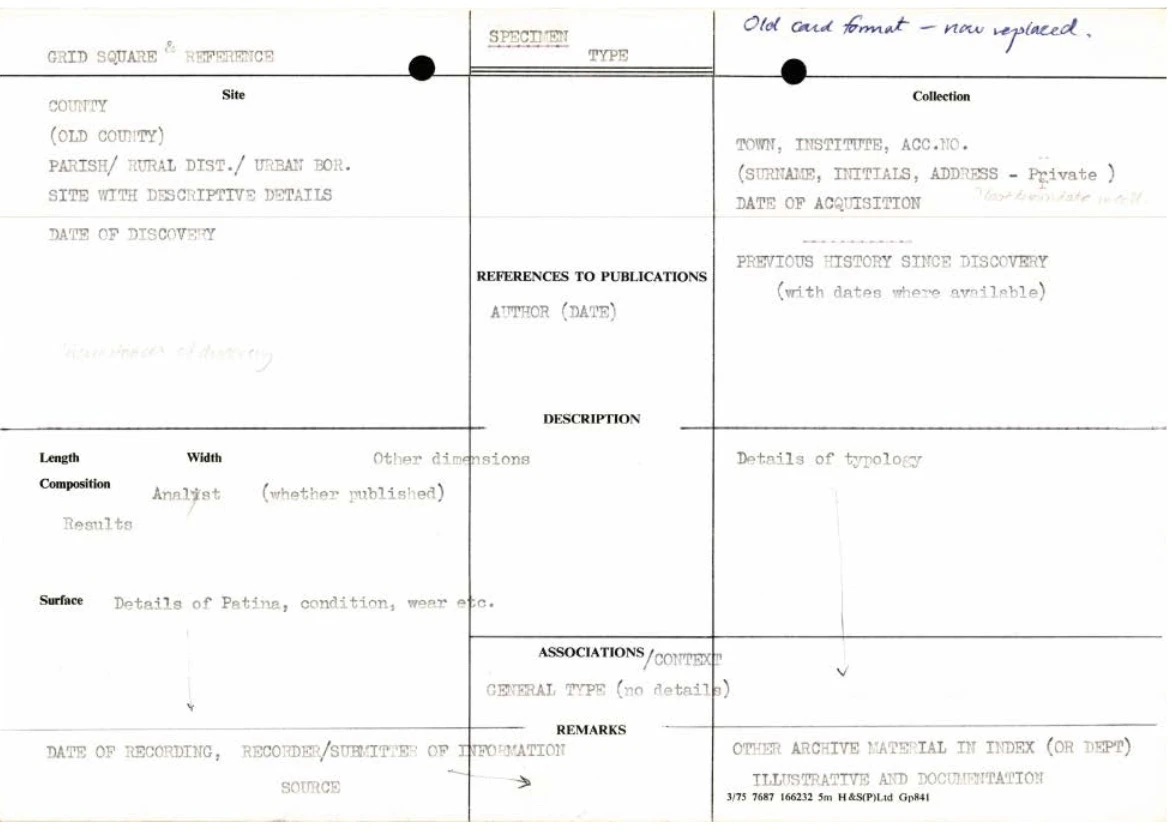 GRID SQUARE & REFERENCE
SPECIMEN
TYPE
Old card format – now replaced.
Site
COUNTY
(OLD COUNTY)
PARISH/ RURAL DIST./ URBAN BOR.
SITE WITH DESCRIPTIVE DETAILS
DATE OF DISCOVERY
of discovery
Collection
TOWN, INSTITUTE, ACC.NO.
(SURNAME, INITIALS, ADDRESS - Private )
DATE OF ACQUISITION
PREVIOUS HISTORY SINCE DISCOVERY
(with dates where available)
REFERENCES TO PUBLICATIONS
AUTHOR (DATE)
DESCRIPTION
Length Width Other dimensions
Composition Analyst (whether published)
Results
Surface Details of Patina, condition, wear etc.
Details of typology
ASSOCIATIONS /CONTEXT
GENERAL TYPE (no details)
REMARKS
DATE OF RECORDING, RECORDER/SUBMITTER OF INFORMATION
SOURCE
OTHER ARCHIVE MATERIAL IN INDEX (OR DEPT)
ILLUSTRATIVE AND DOCUMENTATION
3/75 7687 166232 5m H&S(P)Ltd Gp841